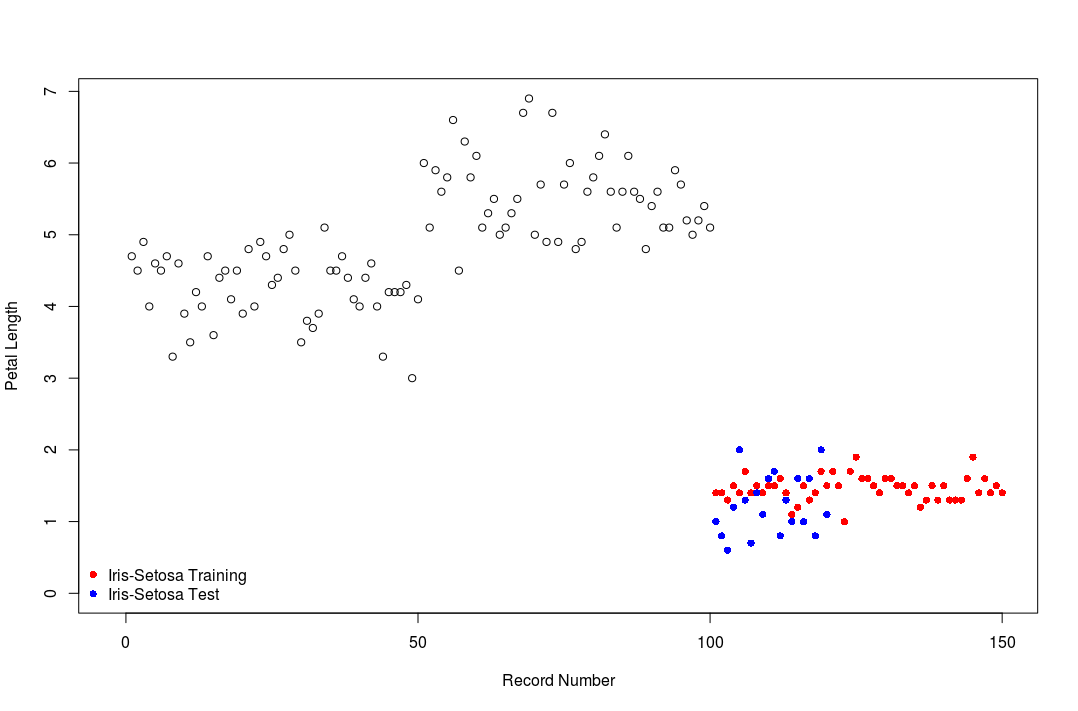 Petal Length
7
6
5
4
3
2
1
0
Iris-Setosa Training
Iris-Setosa Test
0 50 100 150
Record Number